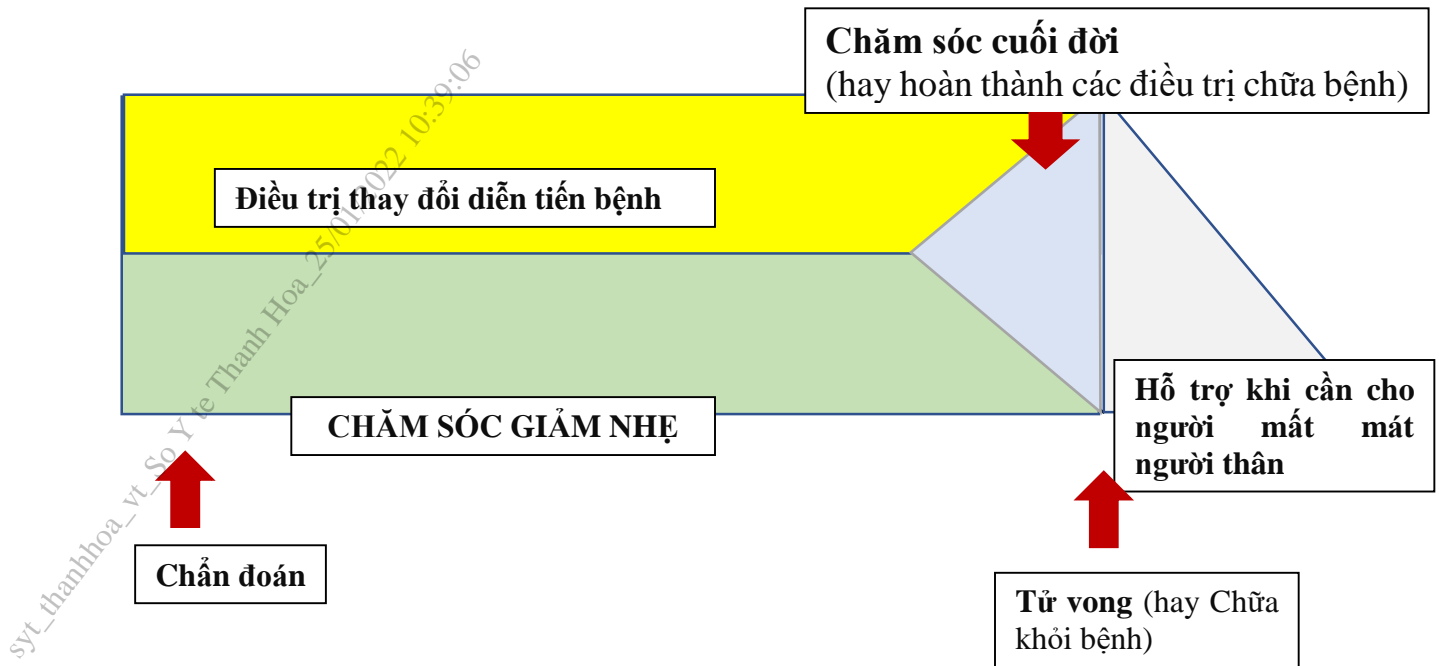 Chăm sóc cuối đời
(hay hoàn thành các điều trị chữa bệnh)
Điều trị thay đổi diễn tiến bệnh
CHĂM SÓC GIẢM NHẸ
Hỗ trợ khi cần cho
người mất mát
người thân
Chẩn đoán
Tử vong (hay Chữa
khỏi bệnh)
syt_thanhhoa_vt_So Y te Thanh Hoa_25/01/2022 10:39:06